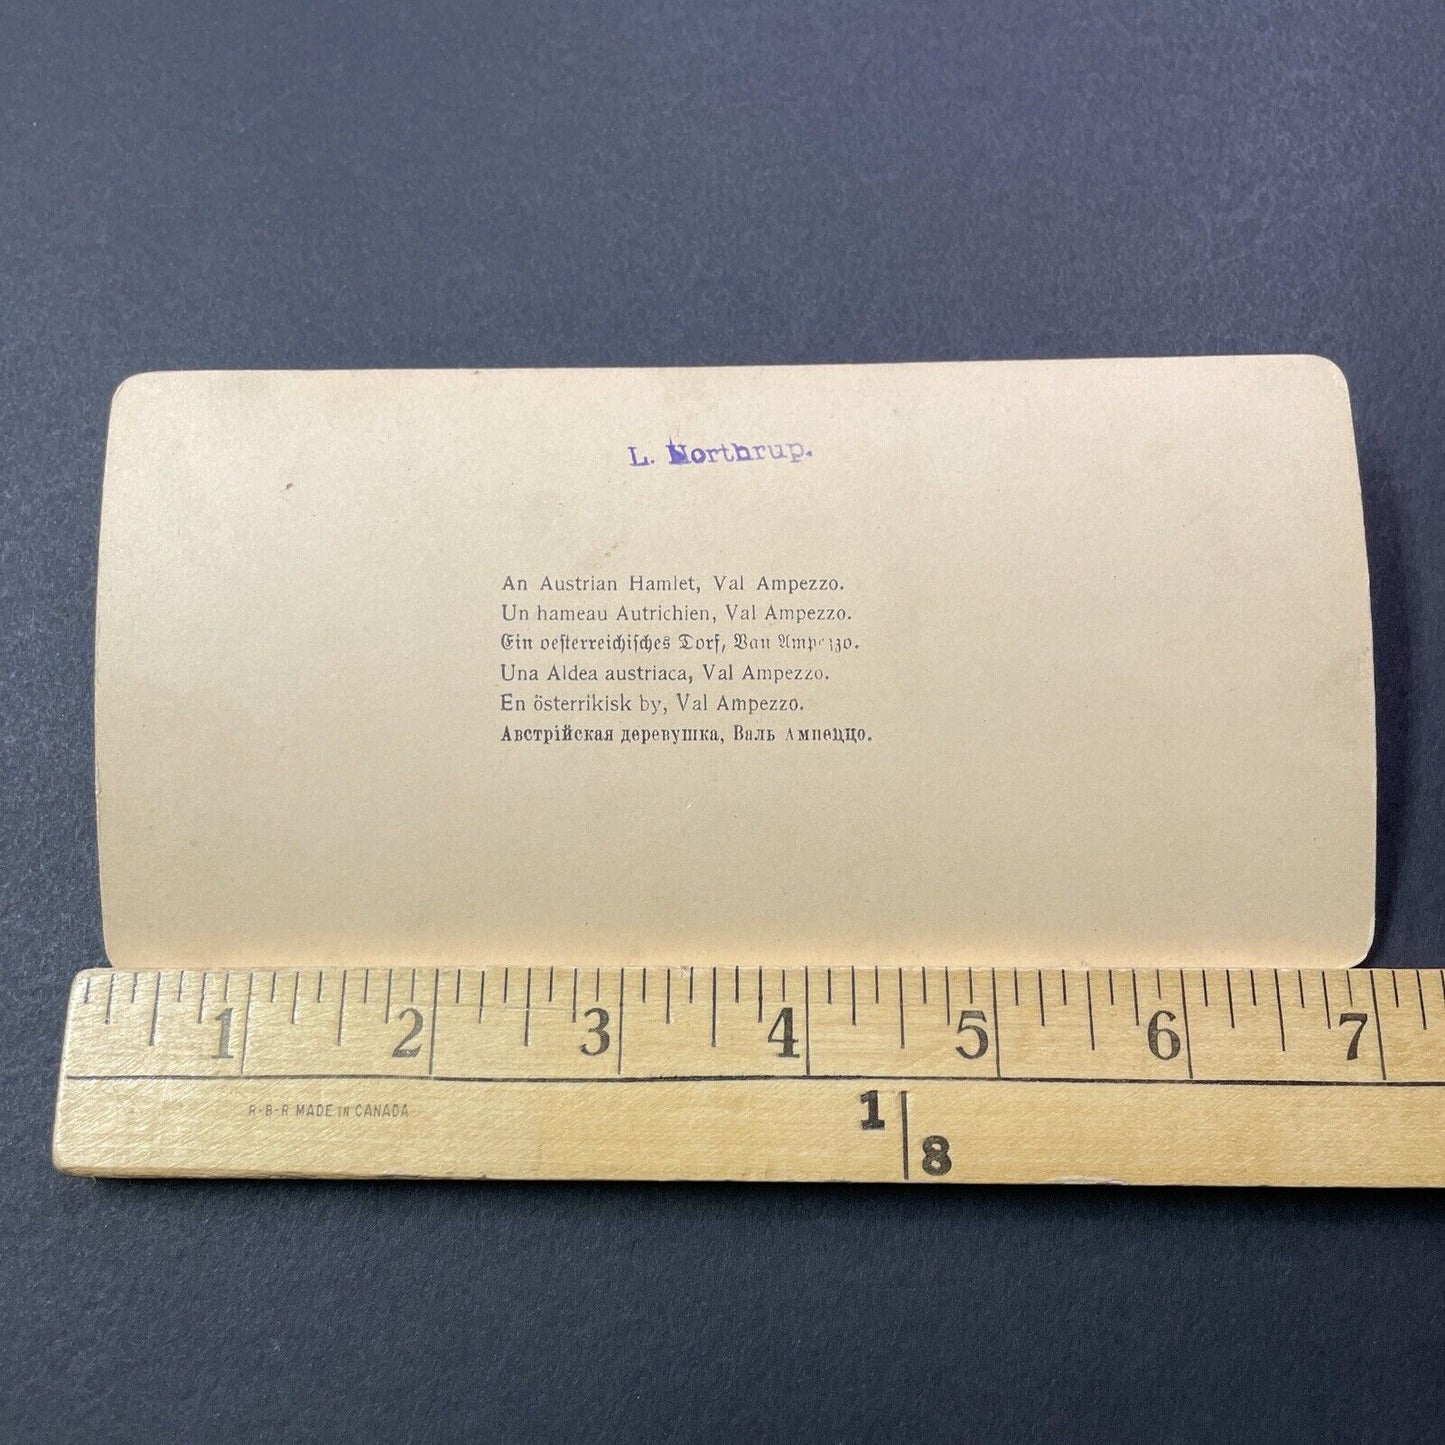 L. Northrup.
An Austrian Hamlet, Val Ampezzo.
Un hameau Autrichien, Val Ampezzo.
Ein oesterreichisches Dorf, Van Ampezzo.
Una Aldea austriaca, Val Ampezzo.
En österrikisk by, Val Ampezzo.
Австрійская деревушка, Валь Ампеццо.
1 2 3 4 5 6 7
R-B-R MADE IN CANADA
1
8